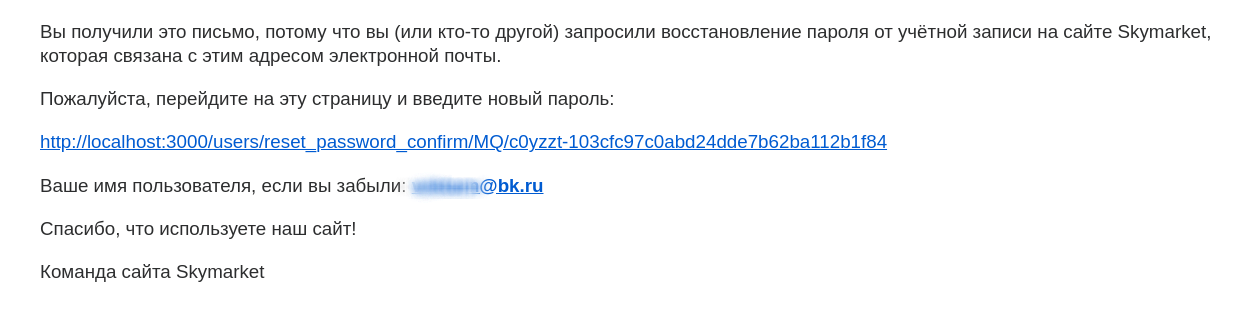 Вы получили это письмо, потому что вы (или кто-то другой) запросили восстановление пароля от учётной записи на сайте Skymarket,
которая связана с этим адресом электронной почты.
Пожалуйста, перейдите на эту страницу и введите новый пароль:
http://localhost:3000/users/reset_password_confirm/MQ/c0yzzt-103cfc97c0abd24dde7b62ba112b1f84
Ваше имя пользователя, если вы забыли: @bk.ru
Спасибо, что используете наш сайт!
Команда сайта Skymarket